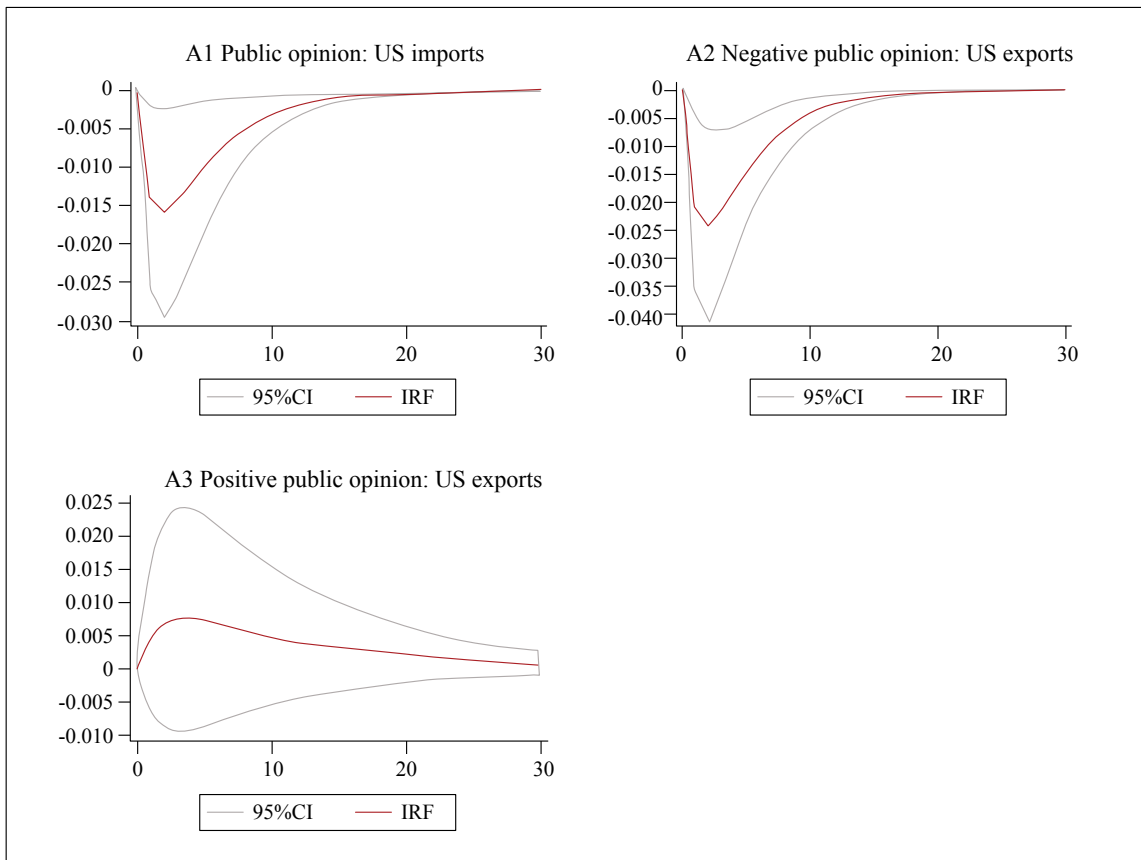 A1 Public opinion: US imports
0
-0.005
-0.010
-0.015
-0.020
-0.025
-0.030
0 10 20 30
95%CI IRF
A2 Negative public opinion: US exports
0
-0.005
-0.010
-0.015
-0.020
-0.025
-0.030
-0.035
-0.040
0 10 20 30
95%CI IRF
A3 Positive public opinion: US exports
0.025
0.020
0.015
0.010
0.005
0
-0.005
-0.010
0 10 20 30
95%CI IRF